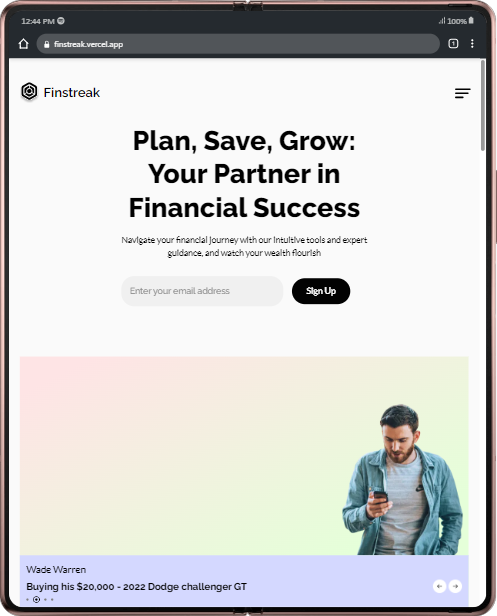 12:44 PM
100%
finstreak.vercel.app
1
Finstreak
Plan, Save, Grow:
Your Partner in
Financial Success
Navigate your financial journey with our intuitive tools and expert
guidance, and watch your wealth flourish
Enter your email address
Sign Up
Wade Warren
Buying his $20,000 - 2022 Dodge challenger GT